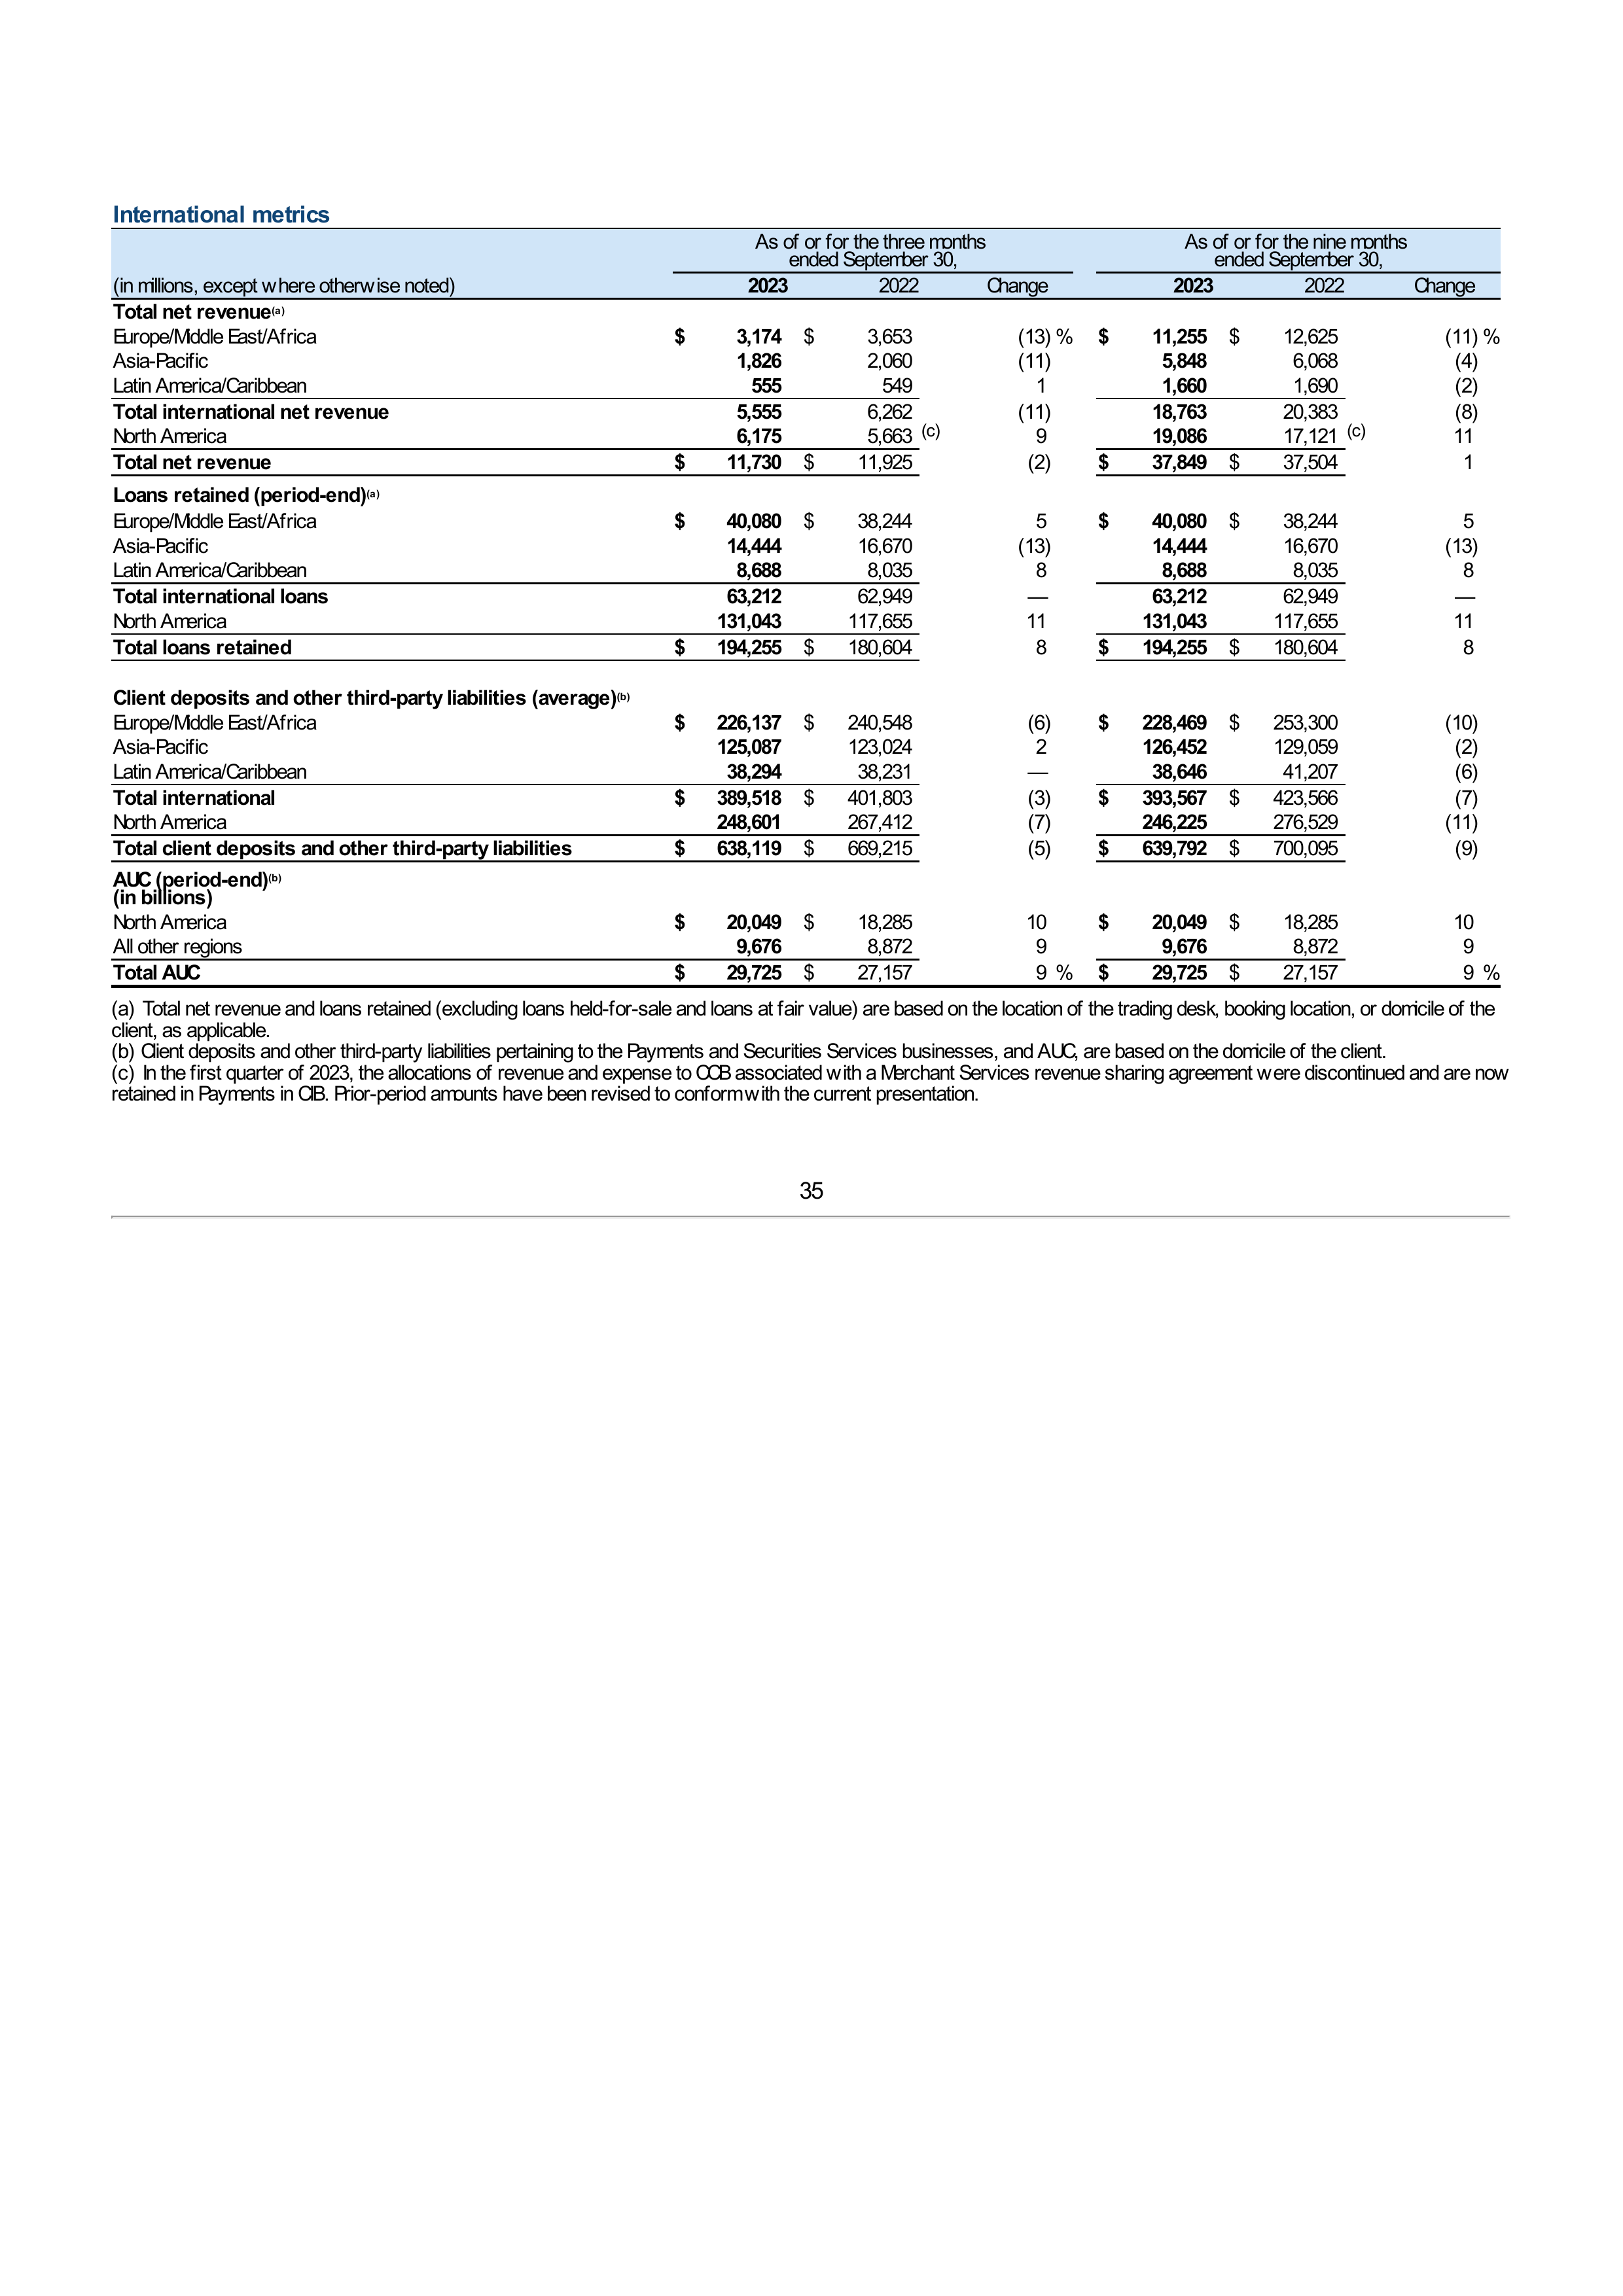 International metrics
As of or for the three months ended September 30, As of or for the nine months ended September 30,
(in millions, except where otherwise noted) 2023 2022 Change 2023 2022 Change
Total net revenue(a)
Europe/Middle East/Africa $ 3,174 $ 3,653 (13) % $ 11,255 $ 12,625 (11) %
Asia-Pacific 1,826 2,060 (11) 5,848 6,068 (4)
Latin America/Caribbean 555 549 1 1,660 1,690 (2)
Total international net revenue 5,555 6,262 (11) 18,763 20,383 (8)
North America 6,175 5,663 (c) 9 19,086 17,121 (c) 11
Total net revenue $ 11,730 $ 11,925 (2) $ 37,849 $ 37,504 1
Loans retained (period-end)(a)
Europe/Middle East/Africa $ 40,080 $ 38,244 5 $ 40,080 $ 38,244 5
Asia-Pacific 14,444 16,670 (13) 14,444 16,670 (13)
Latin America/Caribbean 8,688 8,035 8 8,688 8,035 8
Total international loans 63,212 62,949 — 63,212 62,949 —
North America 131,043 117,655 11 131,043 117,655 11
Total loans retained $ 194,255 $ 180,604 8 $ 194,255 $ 180,604 8
Client deposits and other third-party liabilities (average)(b)
Europe/Middle East/Africa $ 226,137 $ 240,548 (6) $ 228,469 $ 253,300 (10)
Asia-Pacific 125,087 123,024 2 126,452 129,059 (2)
Latin America/Caribbean 38,294 38,231 — 38,646 41,207 (6)
Total international $ 389,518 $ 401,803 (3) $ 393,567 $ 423,566 (7)
North America 248,601 267,412 (7) 246,225 276,529 (11)
Total client deposits and other third-party liabilities $ 638,119 $ 669,215 (5) $ 639,792 $ 700,095 (9)
AUC (period-end)(b)
(in billions)
North America $ 20,049 $ 18,285 10 $ 20,049 $ 18,285 10
All other regions 9,676 8,872 9 9,676 8,872 9
Total AUC $ 29,725 $ 27,157 9 % $ 29,725 $ 27,157 9 %
(a) Total net revenue and loans retained (excluding loans held-for-sale and loans at fair value) are based on the location of the trading desk, booking location, or domicile of the
client, as applicable.
(b) Client deposits and other third-party liabilities pertaining to the Payments and Securities Services businesses, and AUC, are based on the domicile of the client.
(c) In the first quarter of 2023, the allocations of revenue and expense to CCB associated with a Merchant Services revenue sharing agreement were discontinued and are now
retained in Payments in CIB. Prior-period amounts have been revised to conform with the current presentation.
35